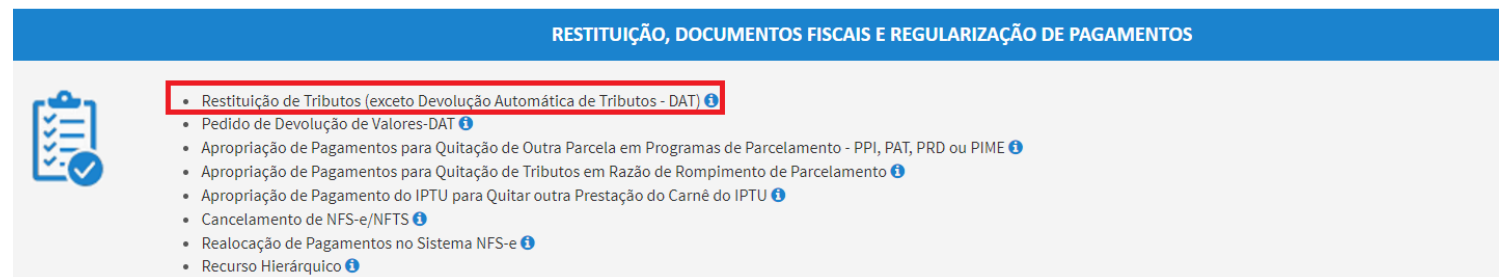 RESTITUIÇÃO, DOCUMENTOS FISCAIS E REGULARIZAÇÃO DE PAGAMENTOS
Restituição de Tributos (exceto Devolução Automática de Tributos - DAT)
Pedido de Devolução de Valores-DAT
Apropriação de Pagamentos para Quitação de Outra Parcela em Programas de Parcelamento - PPI, PAT, PRD ou PIME
Apropriação de Pagamentos para Quitação de Tributos em Razão de Rompimento de Parcelamento
Apropriação de Pagamento do IPTU para Quitar outra Prestação do Carnê do IPTU
Cancelamento de NFS-e/NFTS
Realocação de Pagamentos no Sistema NFS-e
Recurso Hierárquico